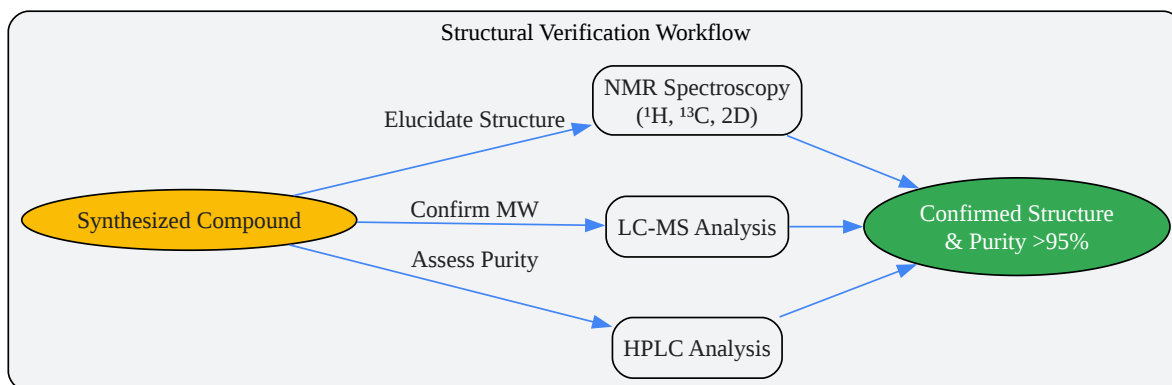 Structural Verification Workflow
NMR Spectroscopy
(¹H, ¹³C, 2D)
Elucidate Structure
Synthesized Compound
Confirm MW
LC-MS Analysis
Confirmed Structure
& Purity >95%
Assess Purity
HPLC Analysis